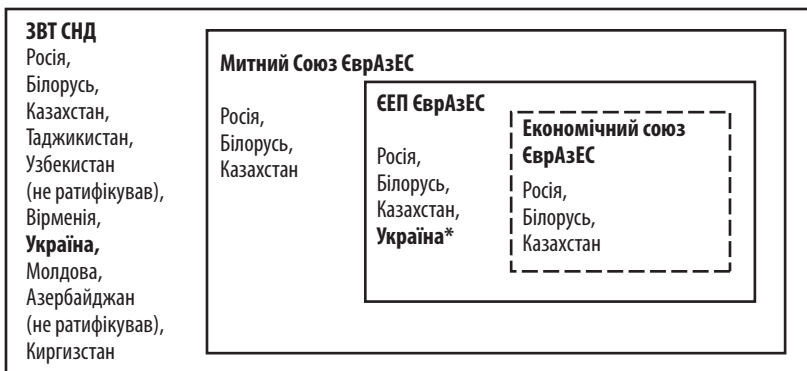 ЗВТ СНД
Росія,
Білорусь,
Казахстан,
Таджикистан,
Узбекистан
(не ратифікував),
Вірменія,
Україна,
Молдова,
Азербайджан
(не ратифікував),
Киргизстан
Митний Союз ЄврАзЕС
Росія,
Білорусь,
Казахстан
ЄЕП ЄврАзЕС
Росія,
Білорусь,
Казахстан,
Україна*
Економічний союз
ЄврАзЕС
Росія,
Білорусь,
Казахстан